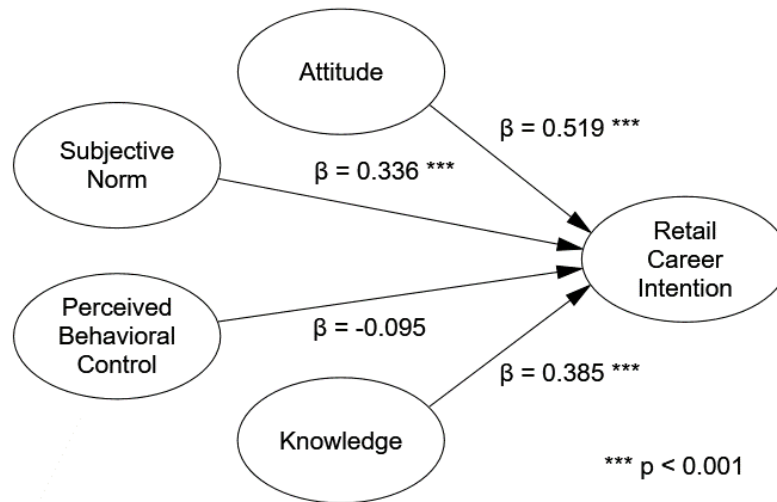 Attitude
β = 0.519 ***
Subjective
Norm
β = 0.336 ***
Retail
Career
Intention
Perceived
Behavioral
Control
β = -0.095
β = 0.385 ***
Knowledge
*** p < 0.001